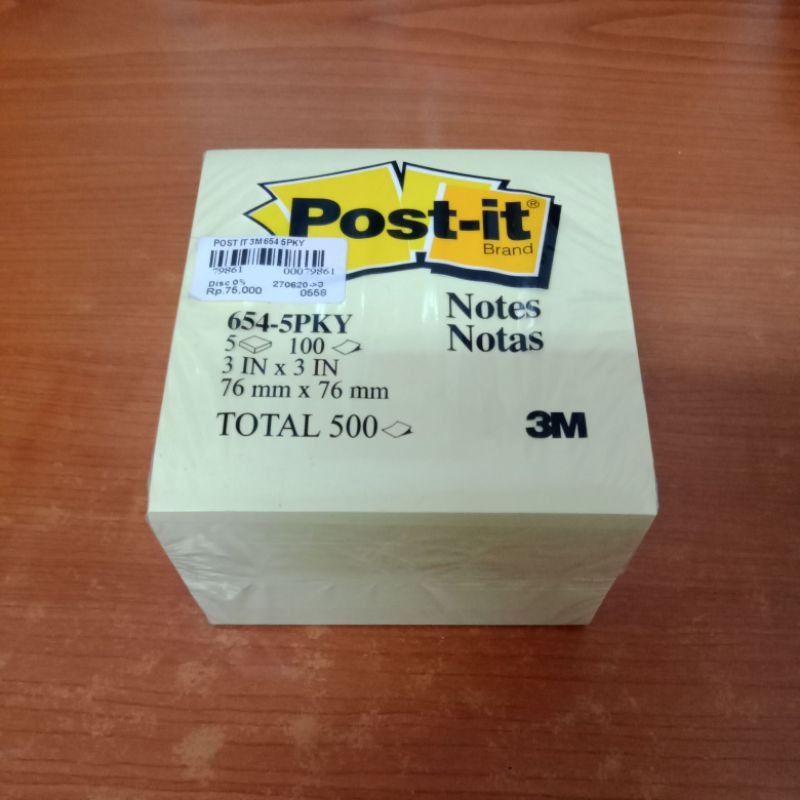 Post-it®
Brand
POST IT 3M 654 5PKY
79861 00079861
Disc 0% 270620->3
Rp.75,000 0558
Notes
Notas
654-5PKY
5 100
3 IN x 3 IN
76 mm x 76 mm
TOTAL 500
3M